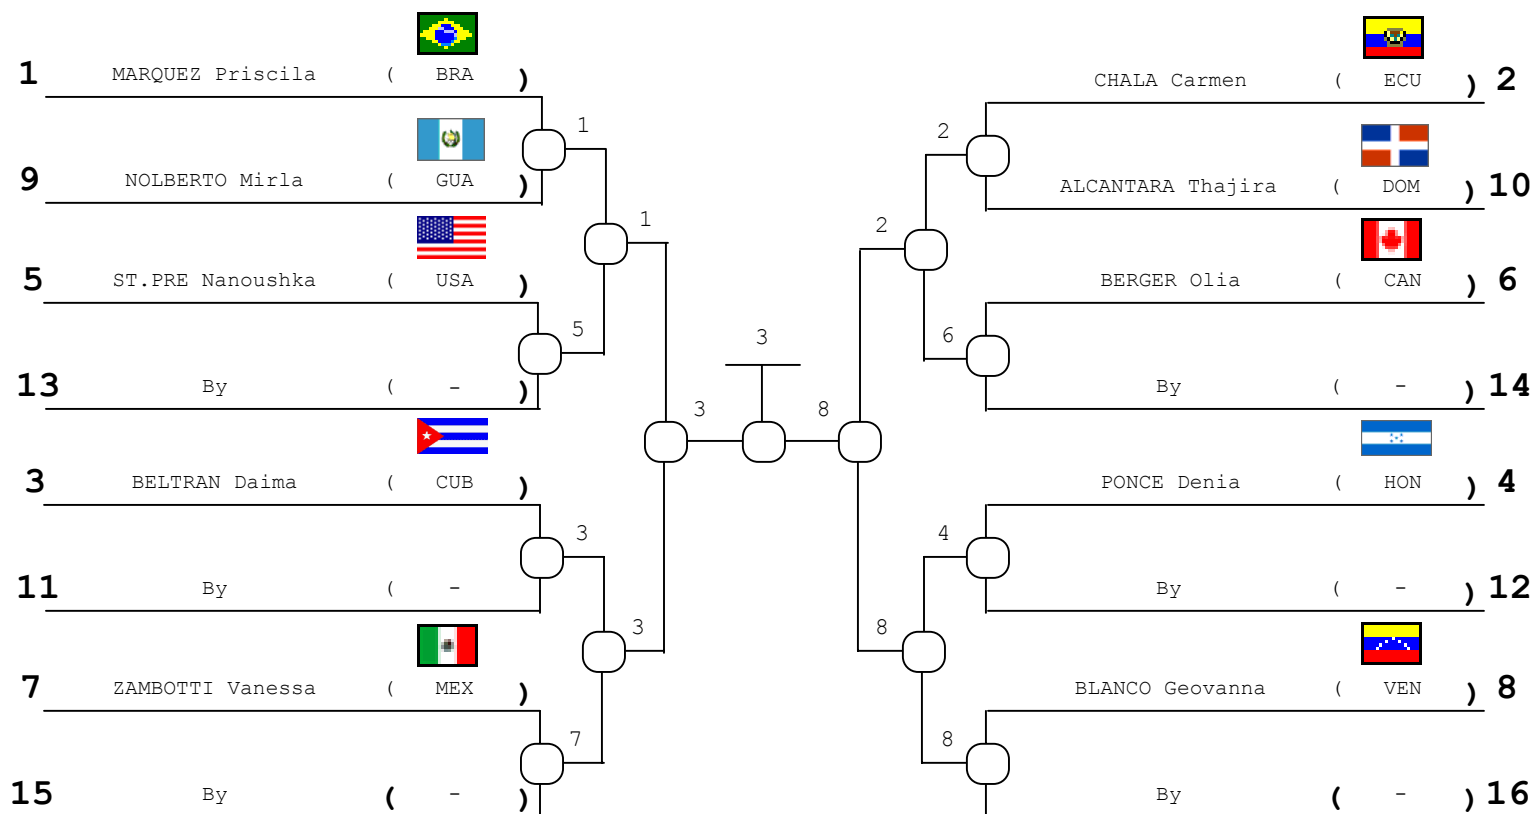 1 MARQUEZ Priscila ( BRA )
1
9 NOLBERTO Mirla ( GUA )
1
5 ST.PRE Nanoushka ( USA )
5
13 By ( - )
3
3 BELTRAN Daima ( CUB )
3
11 By ( - )
3
7 ZAMBOTTI Vanessa ( MEX )
7
15 By ( - )
3
CHALA Carmen ( ECU ) 2
2
ALCANTARA Thajira ( DOM ) 10
2
BERGER Olia ( CAN ) 6
6
By ( - ) 14
8
PONCE Denia ( HON ) 4
4
By ( - ) 12
8
BLANCO Geovanna ( VEN ) 8
8
By ( - ) 16